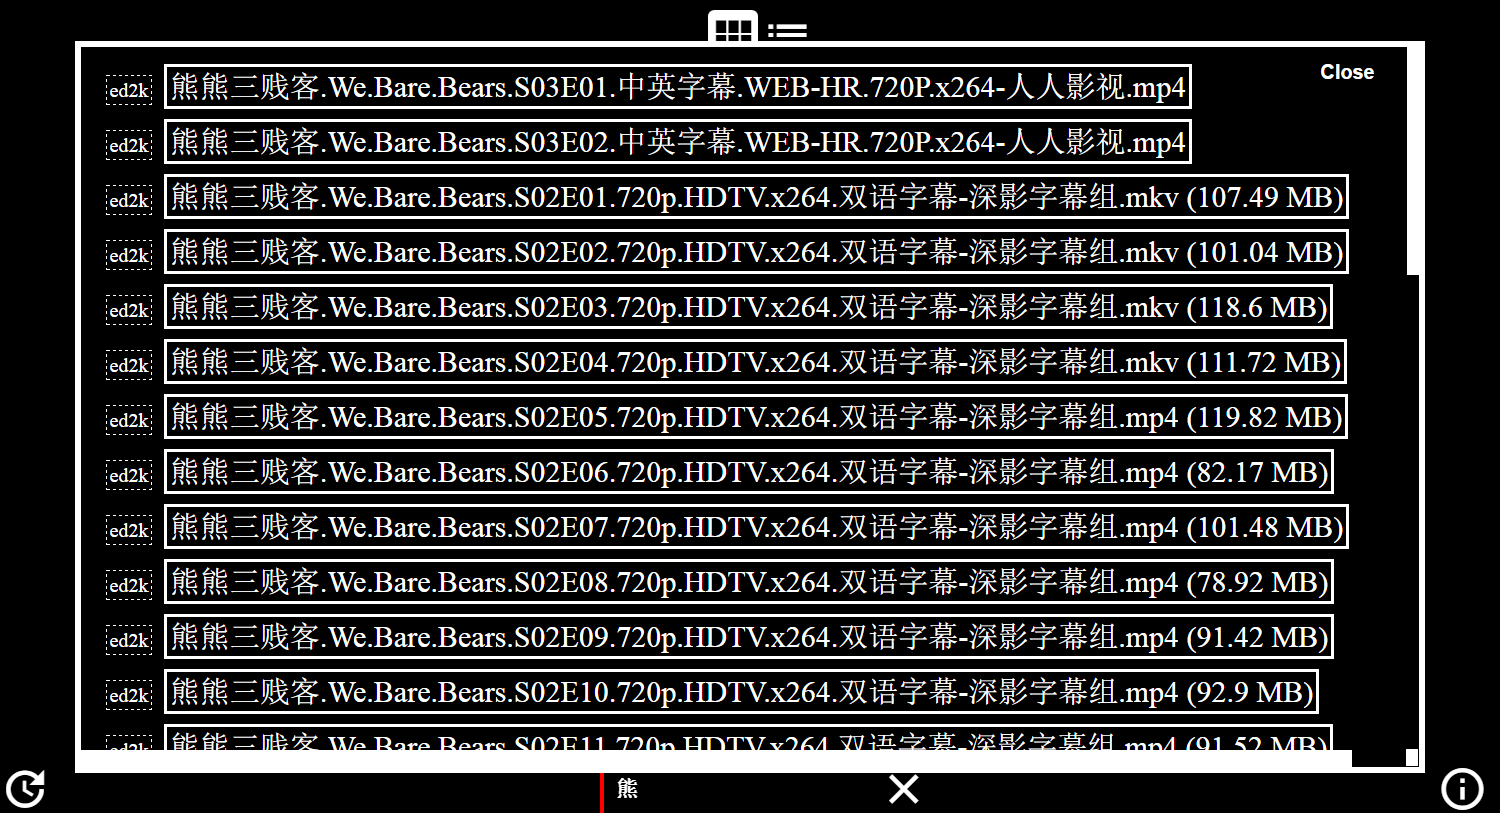 Close
ed2k 熊熊三贱客.We.Bare.Bears.S03E01.中英字幕.WEB-HR.720P.x264-人人影视.mp4
ed2k 熊熊三贱客.We.Bare.Bears.S03E02.中英字幕.WEB-HR.720P.x264-人人影视.mp4
ed2k 熊熊三贱客.We.Bare.Bears.S02E01.720p.HDTV.x264.双语字幕-深影字幕组.mkv (107.49 MB)
ed2k 熊熊三贱客.We.Bare.Bears.S02E02.720p.HDTV.x264.双语字幕-深影字幕组.mkv (101.04 MB)
ed2k 熊熊三贱客.We.Bare.Bears.S02E03.720p.HDTV.x264.双语字幕-深影字幕组.mkv (118.6 MB)
ed2k 熊熊三贱客.We.Bare.Bears.S02E04.720p.HDTV.x264.双语字幕-深影字幕组.mkv (111.72 MB)
ed2k 熊熊三贱客.We.Bare.Bears.S02E05.720p.HDTV.x264.双语字幕-深影字幕组.mp4 (119.82 MB)
ed2k 熊熊三贱客.We.Bare.Bears.S02E06.720p.HDTV.x264.双语字幕-深影字幕组.mp4 (82.17 MB)
ed2k 熊熊三贱客.We.Bare.Bears.S02E07.720p.HDTV.x264.双语字幕-深影字幕组.mp4 (101.48 MB)
ed2k 熊熊三贱客.We.Bare.Bears.S02E08.720p.HDTV.x264.双语字幕-深影字幕组.mp4 (78.92 MB)
ed2k 熊熊三贱客.We.Bare.Bears.S02E09.720p.HDTV.x264.双语字幕-深影字幕组.mp4 (91.42 MB)
ed2k 熊熊三贱客.We.Bare.Bears.S02E10.720p.HDTV.x264.双语字幕-深影字幕组.mp4 (92.9 MB)
ed2k 熊熊三贱客.We.Bare.Bears.S02E11.720p.HDTV.x264.双语字幕-深影字幕组.mp4 (91.52 MB)
熊